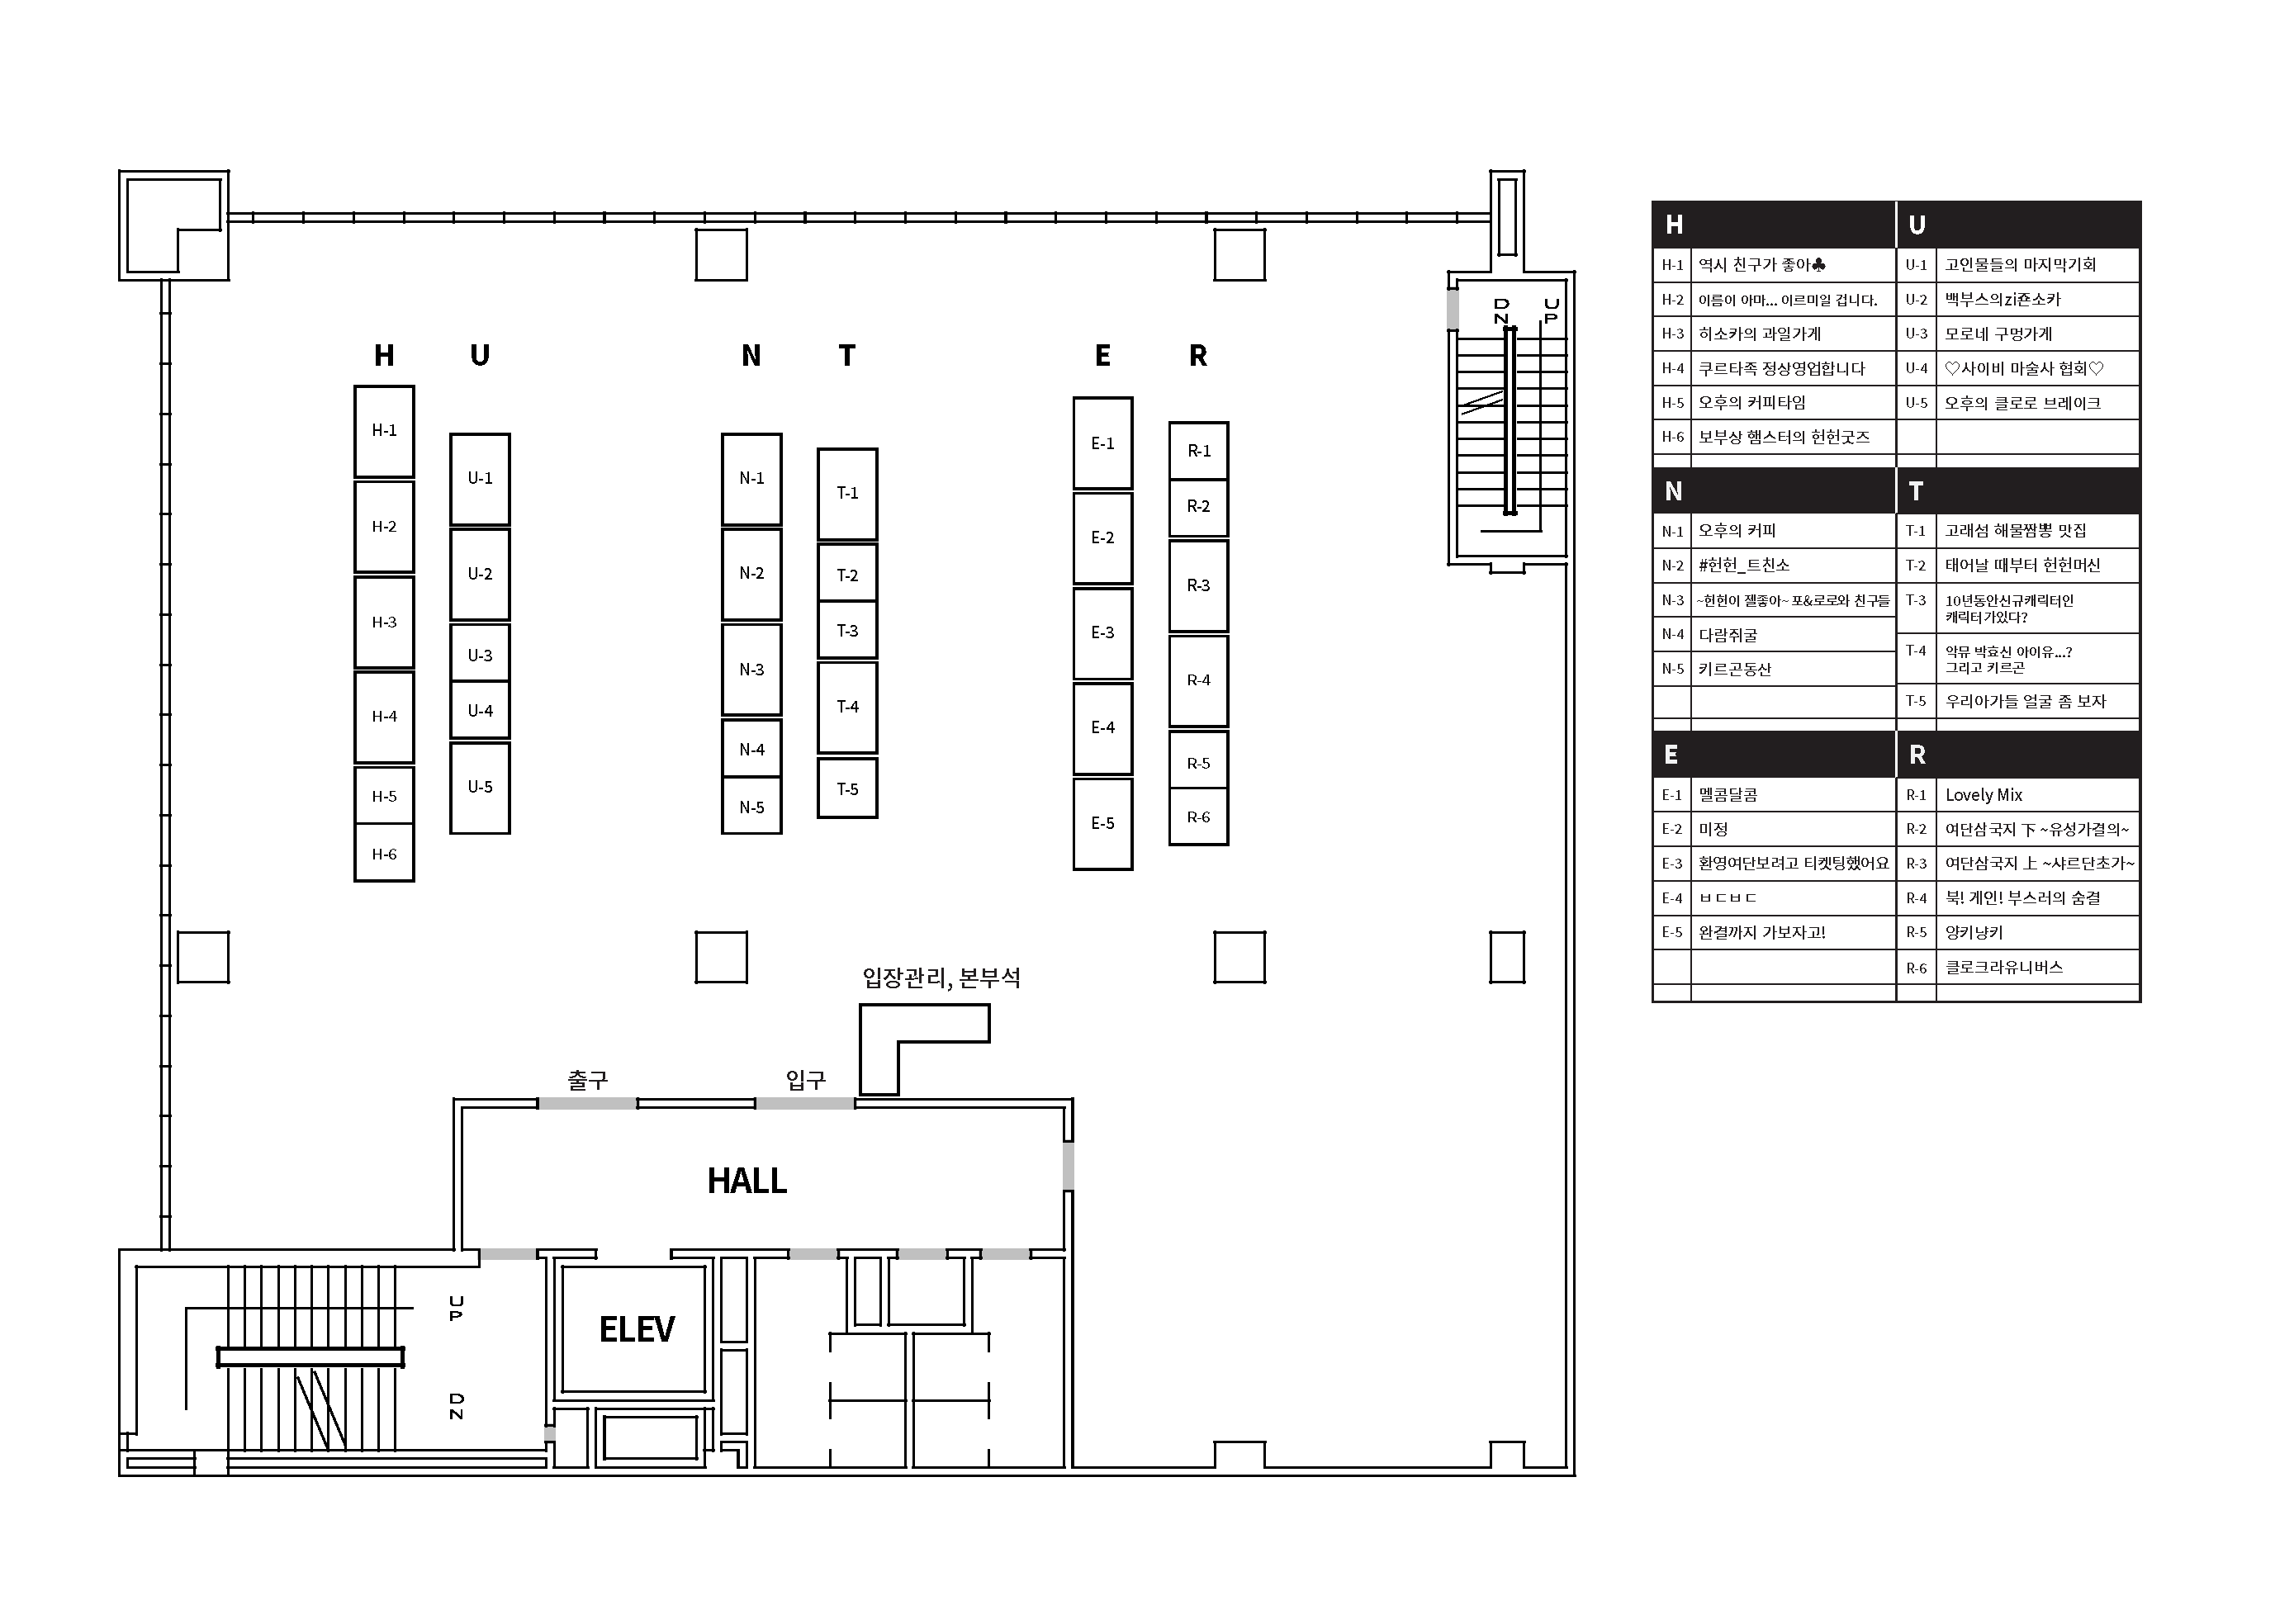 H U N T E R
H-1
H-2
H-3
H-4
H-5
H-6
U-1
U-2
U-3
U-4
U-5
N-1
N-2
N-3
N-4
N-5
T-1
T-2
T-3
T-4
T-5
E-1
E-2
E-3
E-4
E-5
R-1
R-2
R-3
R-4
R-5
R-6
DN UP
입장관리, 본부석
출구 입구
HALL
ELEV
UP
DN
H
H-1 역시 친구가 좋아♣
H-2 이름이 아마... 이르미일 겁니다.
H-3 히소카의 과일가게
H-4 쿠르타족 정상영업합니다
H-5 오후의 커피타임
H-6 보부상 햄스터의 헌헌굿즈
U
U-1 고인물들의 마지막기회
U-2 백부스의zi죤소카
U-3 모로네 구멍가게
U-4 ♡사이비 마술사 협회♡
U-5 오후의 클로로 브레이크
N
N-1 오후의 커피
N-2 #헌헌_트친소
N-3 ~헌헌이 젤좋아~ 포&로로와 친구들
N-4 다람쥐굴
N-5 키르곤동산
T
T-1 고래섬 해물짬뽕 맛집
T-2 태어날 때부터 헌헌머신
T-3 10년동안신규캐릭터인
캐릭터가있다?
T-4 악뮤 박효신 아이유...?
그리고 키르곤
T-5 우리아가들 얼굴 좀 보자
E
E-1 멜콤달콤
E-2 미정
E-3 환영여단보려고 티켓팅했어요
E-4 ㅂㄷㅂㄷ
E-5 완결까지 가보자고!
R
R-1 Lovely Mix
R-2 여단삼국지 下 ~유성가결의~
R-3 여단삼국지 上 ~샤르단초가~
R-4 북! 게인! 부스러의 숨결
R-5 양키냥키
R-6 클로크라유니버스